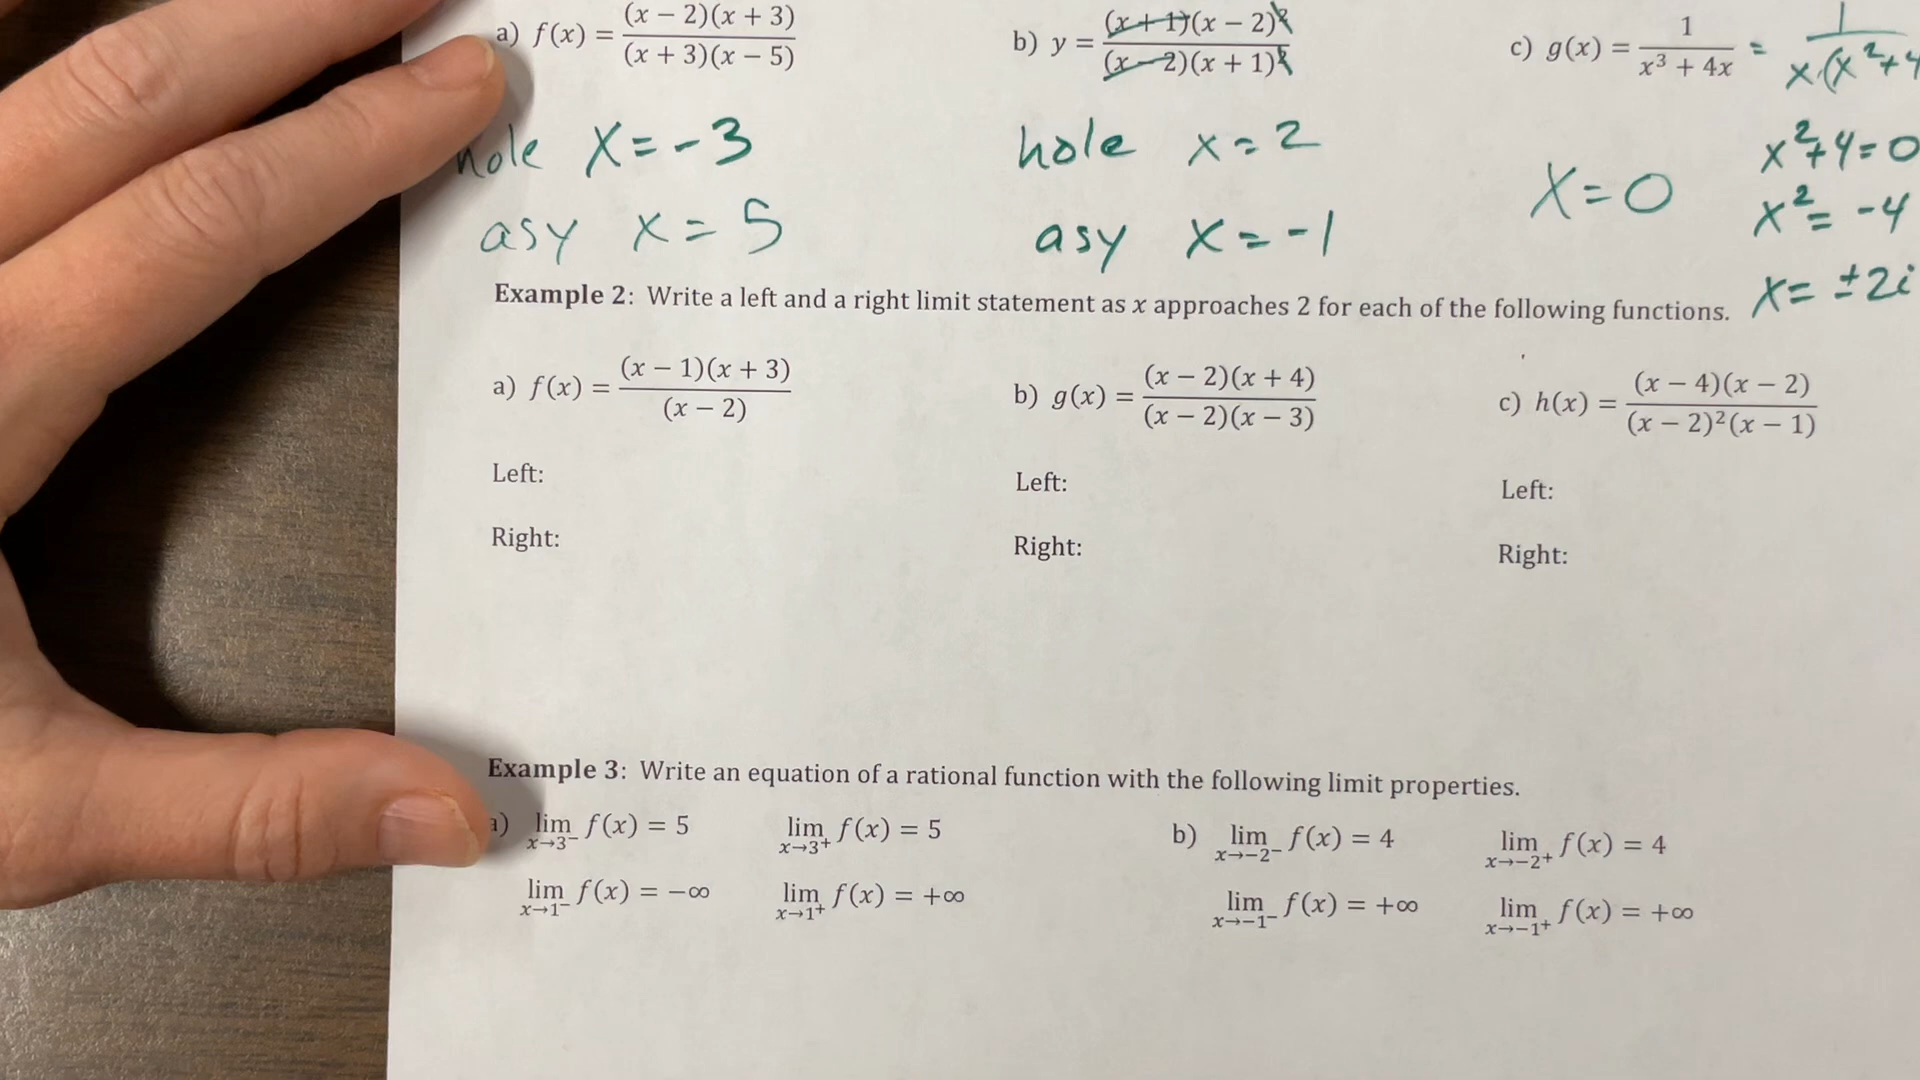 a) f(x) = (x − 2)(x + 3) / (x + 3)(x − 5)
b) y = (x + 1)(x − 2)² / (x − 2)(x + 1)²
c) g(x) = 1 / x³ + 4x = 1 / x(x²+4
hole x=-3
hole x=2
x=0
x²+4=0
x²=-4
x=±2i
asy x=5
asy x=-1
Example 2: Write a left and a right limit statement as x approaches 2 for each of the following functions.
a) f(x) = (x − 1)(x + 3) / (x − 2)
b) g(x) = (x − 2)(x + 4) / (x − 2)(x − 3)
c) h(x) = (x − 4)(x − 2) / (x − 2)²(x − 1)
Left:
Left:
Left:
Right:
Right:
Right:
Example 3: Write an equation of a rational function with the following limit properties.
a) lim x→3⁻ f(x) = 5
lim x→3⁺ f(x) = 5
b) lim x→−2⁻ f(x) = 4
lim x→−2⁺ f(x) = 4
lim x→1⁻ f(x) = −∞
lim x→1⁺ f(x) = +∞
lim x→−1⁻ f(x) = +∞
lim x→−1⁺ f(x) = +∞